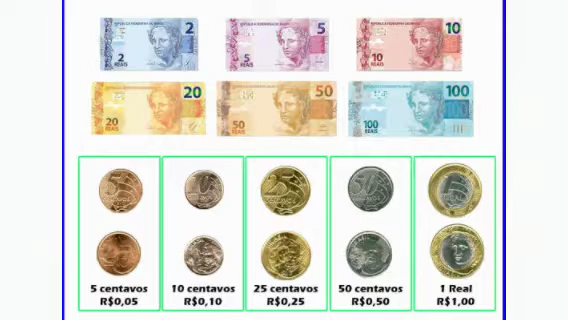 2
5
10
2
REAIS
5
REAIS
10
REAIS
20
50
100
20
REAIS
50
REAIS
100
REAIS
5 centavos
R$0,05
10 centavos
R$0,10
25 centavos
R$0,25
50 centavos
R$0,50
1 Real
R$1,00